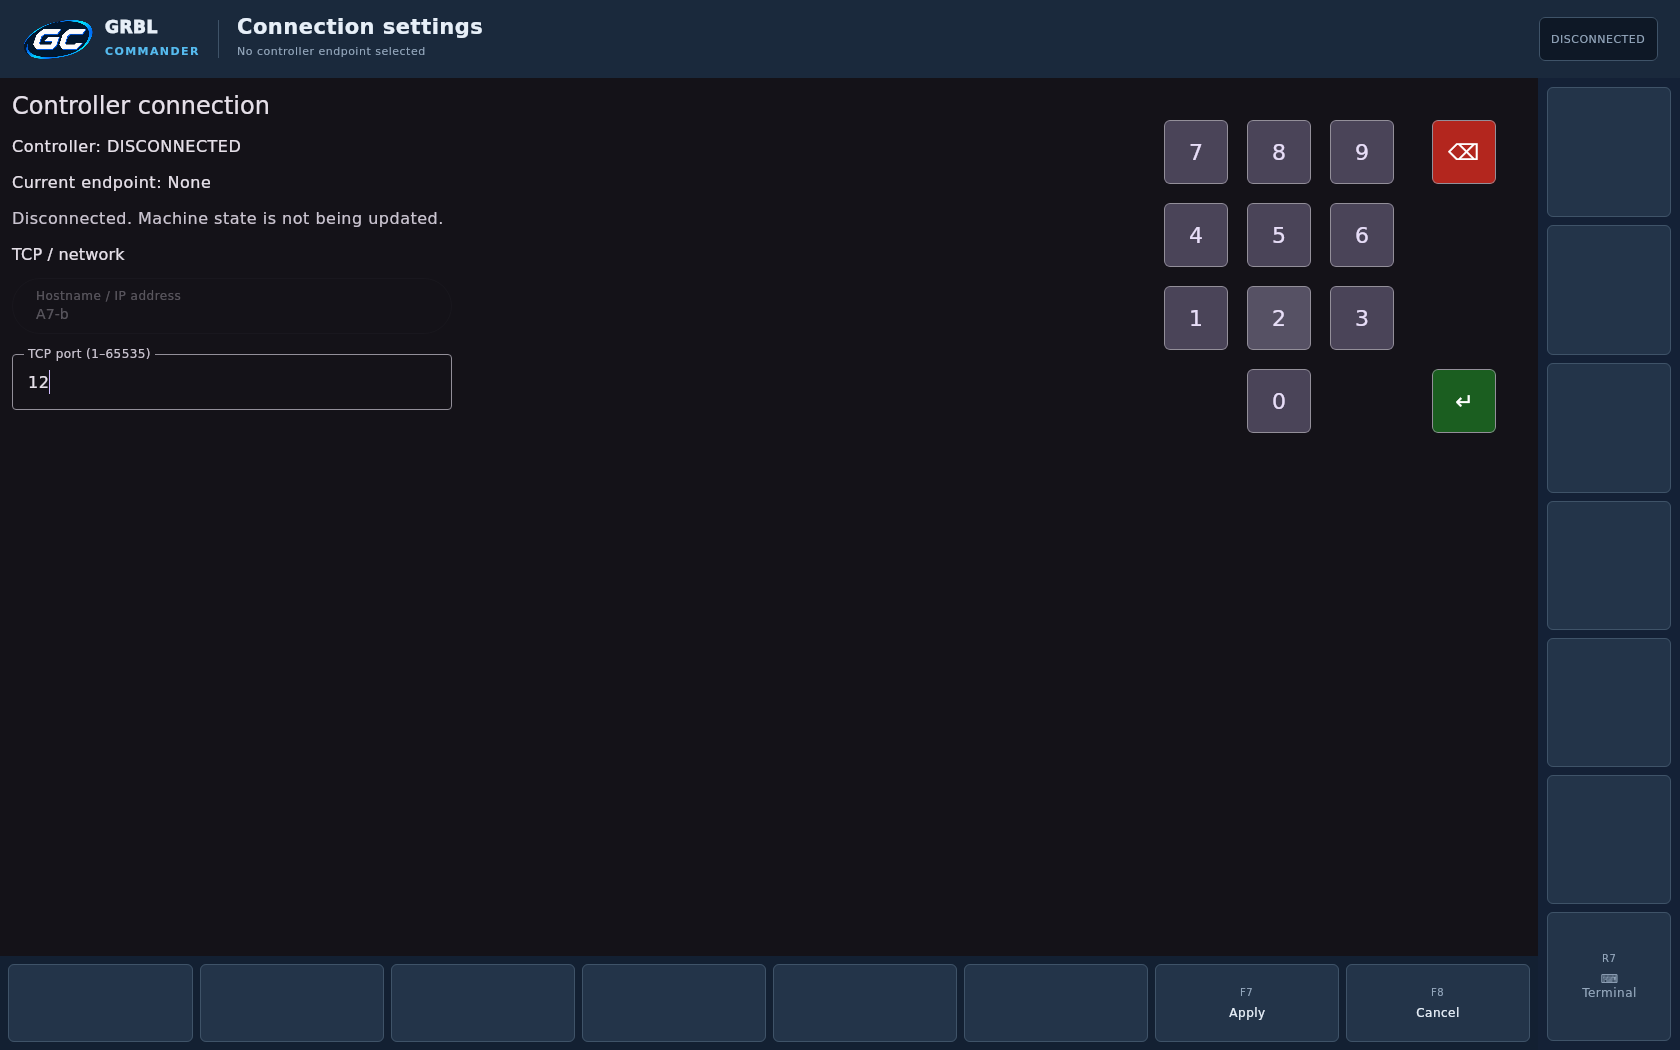 GC
GRBL
COMMANDER
Connection settings
No controller endpoint selected
DISCONNECTED
Controller connection
Controller: DISCONNECTED
Current endpoint: None
Disconnected. Machine state is not being updated.
TCP / network
Hostname / IP address
A7-b
TCP port (1–65535)
12
7 8 9 ⌫
4 5 6
1 2 3
0 ↵
R7
⌨
Terminal
F7
Apply
F8
Cancel